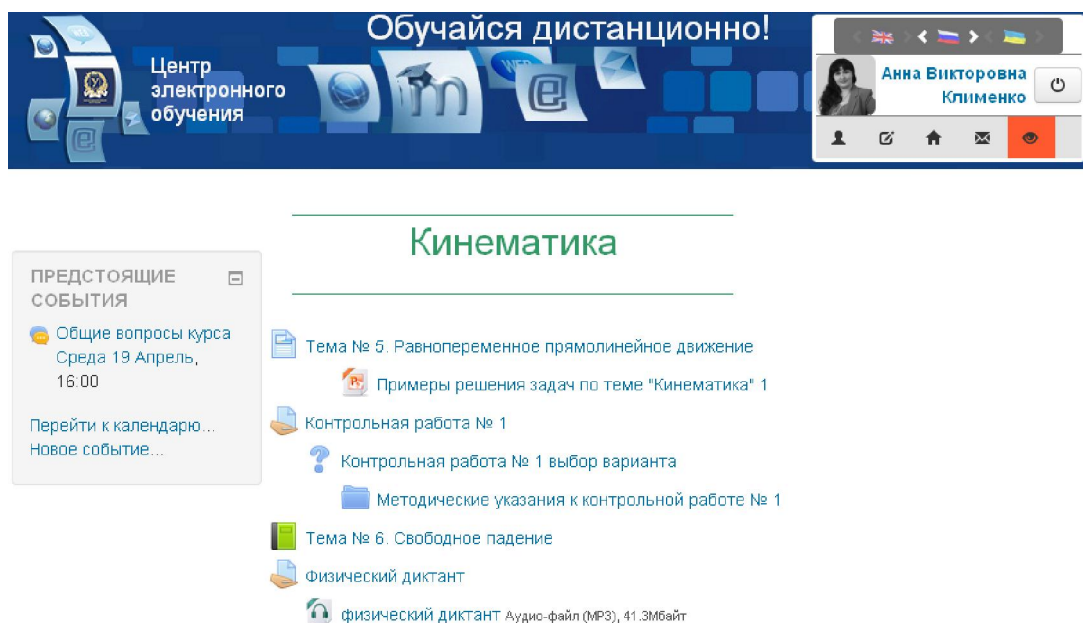 Обучайся дистанционно!
Центр
электронного
обучения
Анна Викторовна
Клименко
Кинематика
ПРЕДСТОЯЩИЕ
СОБЫТИЯ
Общие вопросы курса
Среда 19 Апрель,
16:00
Перейти к календарю...
Новое событие...
Тема № 5. Равнопеременное прямолинейное движение
Примеры решения задач по теме "Кинематика" 1
Контрольная работа № 1
Контрольная работа № 1 выбор варианта
Методические указания к контрольной работе № 1
Тема № 6. Свободное падение
Физический диктант
физический диктант Аудио-файл (MP3), 41.3Мбайт